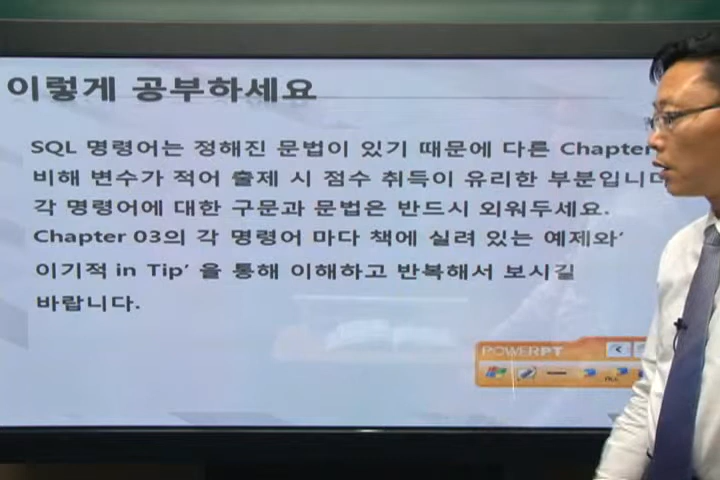 이렇게 공부하세요
SQL 명령어는 정해진 문법이 있기 때문에 다른 Chapter
비해 변수가 적어 출제 시 점수 취득이 유리한 부분입니다
각 명령어에 대한 구문과 문법은 반드시 외워두세요.
Chapter 03의 각 명령어 마다 책에 실려 있는 예제와‘
이기적 in Tip’ 을 통해 이해하고 반복해서 보시길
바랍니다.
POWERPT